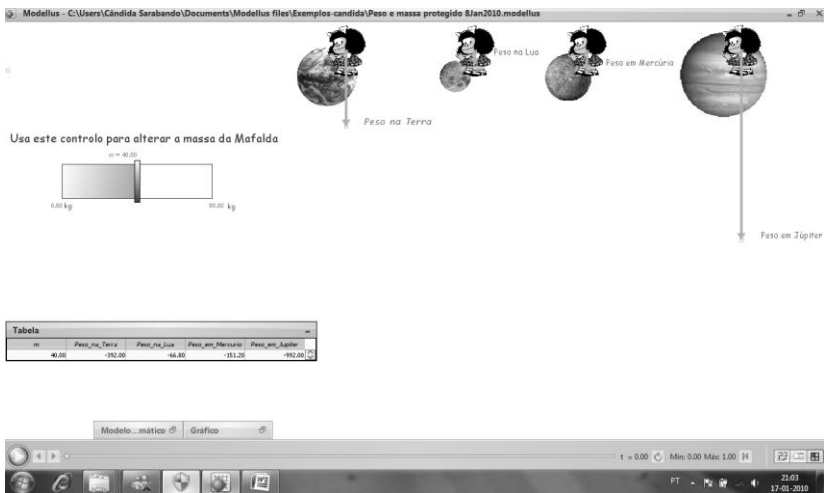 Modellus - C:\Users\Cândida Sarabando\Documents\Modellus files\Exemplos-candida\Peso e massa protegido 8Jan2010.modellus
Peso na Lua
Peso em Mercúrio
Peso na Terra
Usa este controlo para alterar a massa da Mafalda
m = 40.00
0.00 kg
80.00 kg
Peso em Júpiter
Tabela
m Peso_na_Terra Peso_na_Lua Peso_em_Mercurio Peso_em_Jupiter
40.00 -392.00 -66.80 -151.20 -992.00
Modelo...mático Gráfico
t = 0.00 Min: 0.00 Máx: 1.00
PT 21:03
17-01-2010